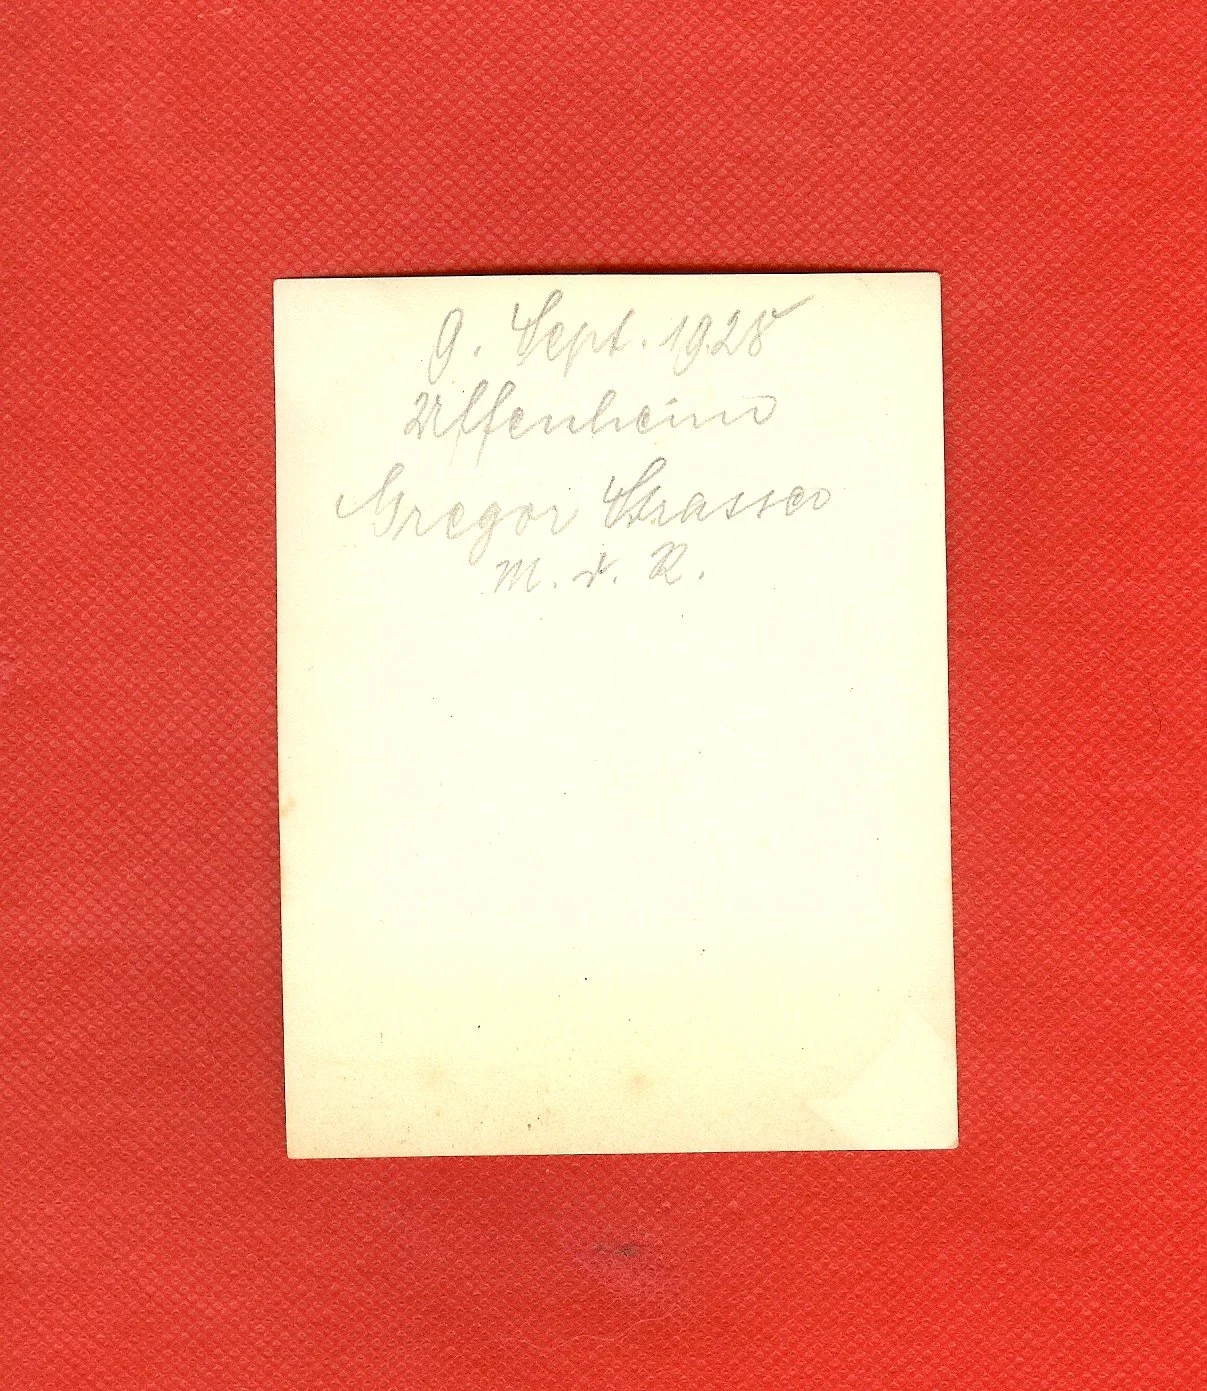 9. Sept. 1928
Uffenheim
Gregor Strasser
M. d. R.